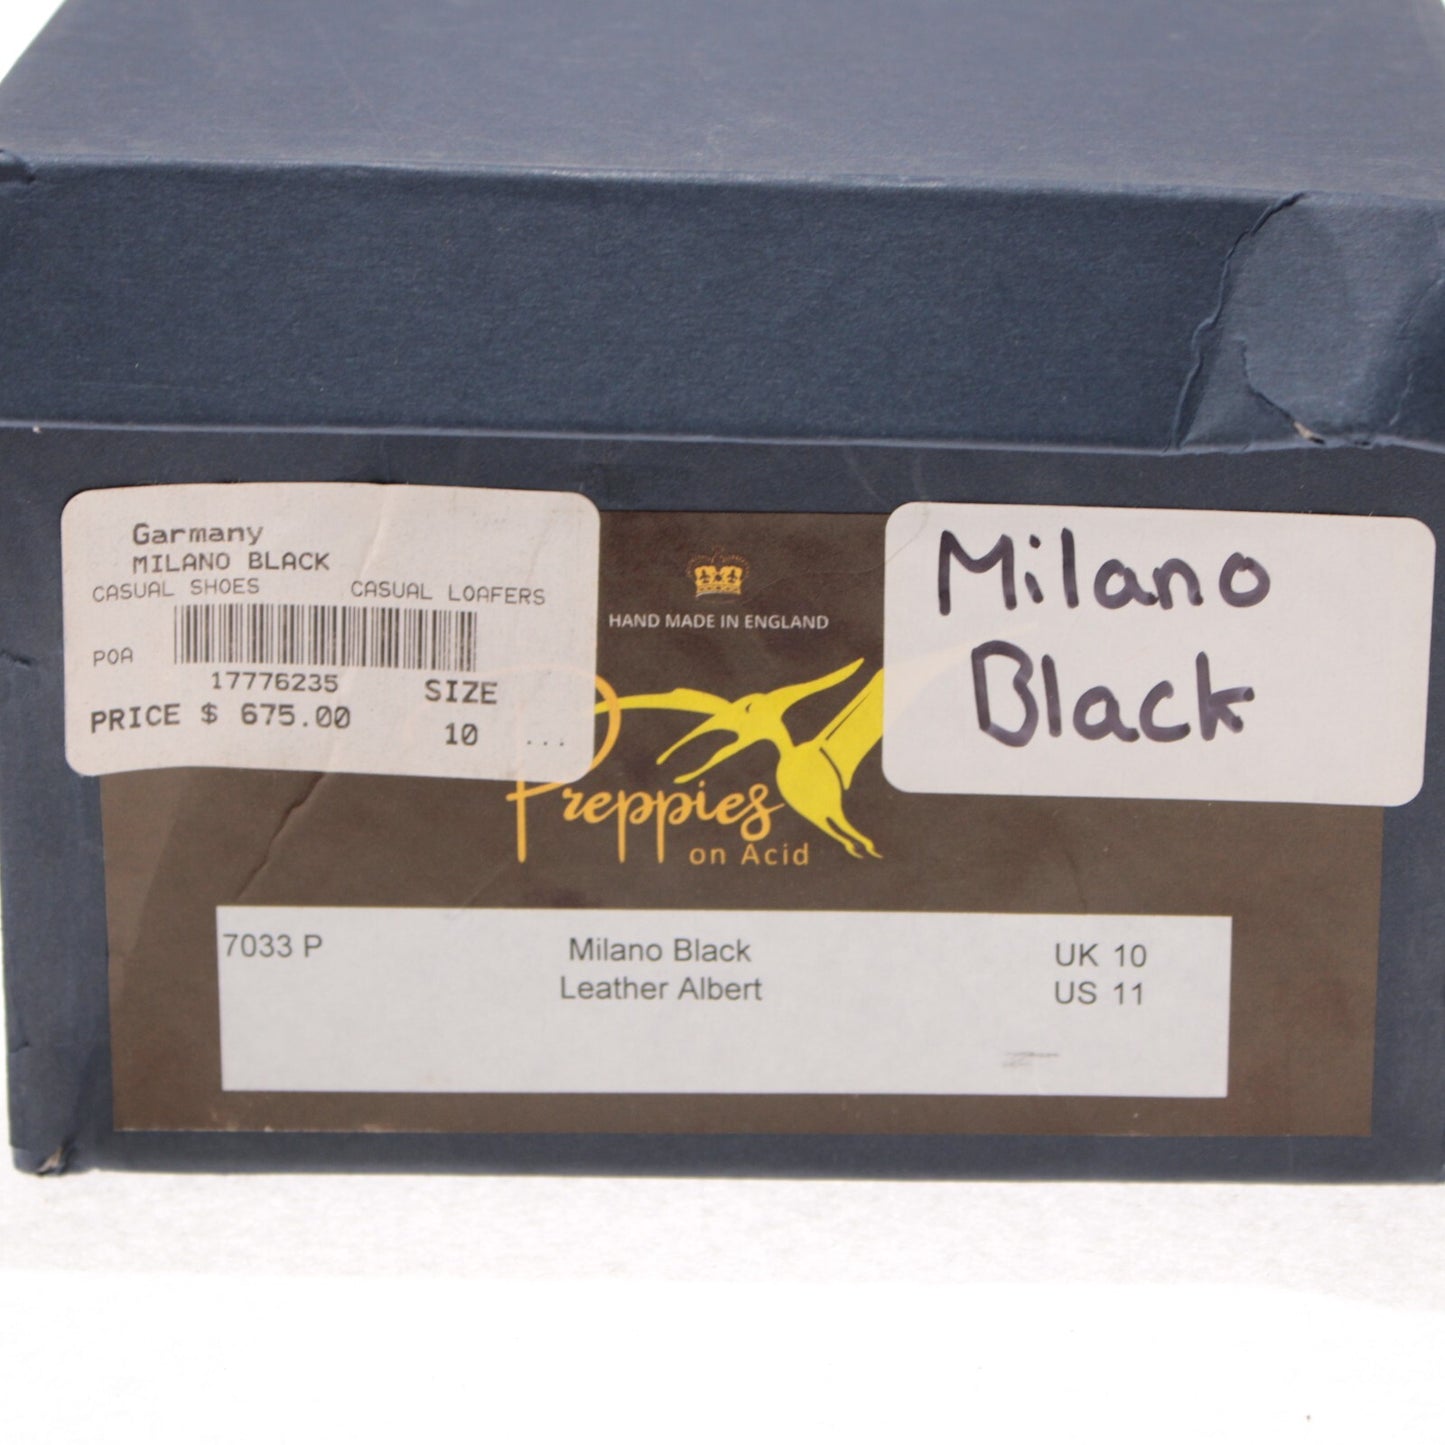 Garmany
MILANO BLACK
CASUAL SHOES CASUAL LOAFERS
POA
17776235 SIZE
PRICE $ 675.00 10 ...
HAND MADE IN ENGLAND
Preppies
on Acid
Milano
Black
7033 P Milano Black UK 10
Leather Albert US 11